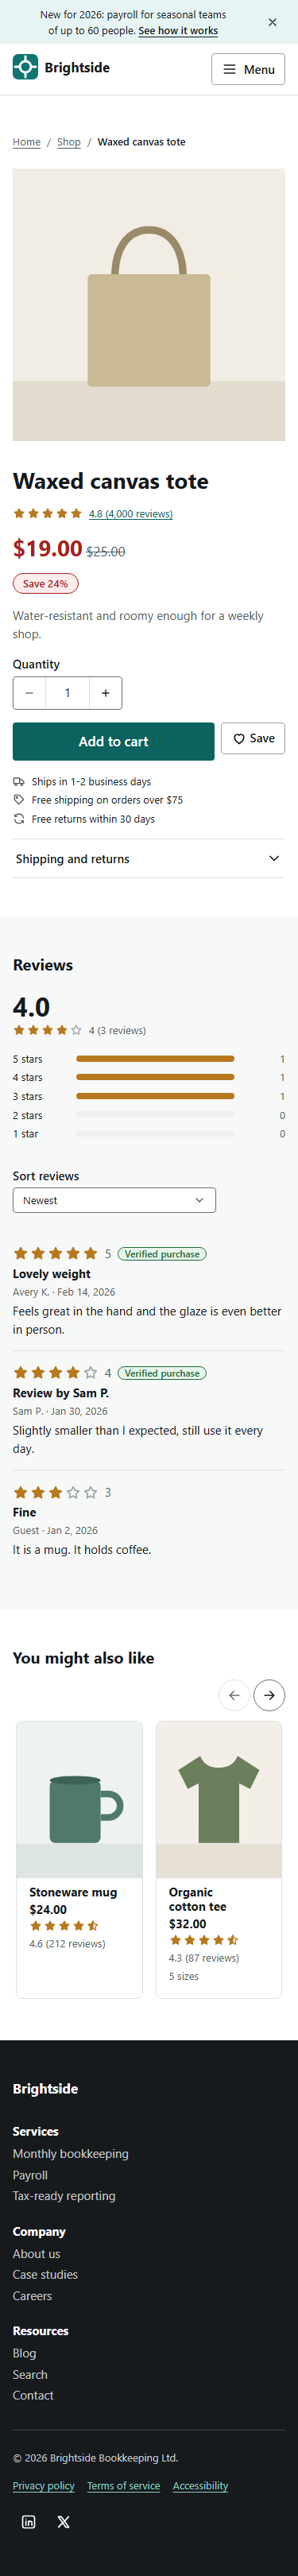 New for 2026: payroll for seasonal teams
of up to 60 people. See how it works
Brightside
Menu
Home / Shop / Waxed canvas tote
Waxed canvas tote
4.8 (4,000 reviews)
$19.00 $25.00
Save 24%
Water-resistant and roomy enough for a weekly
shop.
Quantity
− 1 +
Add to cart
Save
Ships in 1-2 business days
Free shipping on orders over $75
Free returns within 30 days
Shipping and returns
Reviews
4.0
4 (3 reviews)
5 stars 1
4 stars 1
3 stars 1
2 stars 0
1 star 0
Sort reviews
Newest
5 Verified purchase
Lovely weight
Avery K. · Feb 14, 2026
Feels great in the hand and the glaze is even better
in person.
4 Verified purchase
Review by Sam P.
Sam P. · Jan 30, 2026
Slightly smaller than I expected, still use it every
day.
3
Fine
Guest · Jan 2, 2026
It is a mug. It holds coffee.
You might also like
Stoneware mug
$24.00
4.6 (212 reviews)
Organic
cotton tee
$32.00
4.3 (87 reviews)
5 sizes
Brightside
Services
Monthly bookkeeping
Payroll
Tax-ready reporting
Company
About us
Case studies
Careers
Resources
Blog
Search
Contact
© 2026 Brightside Bookkeeping Ltd.
Privacy policy Terms of service Accessibility